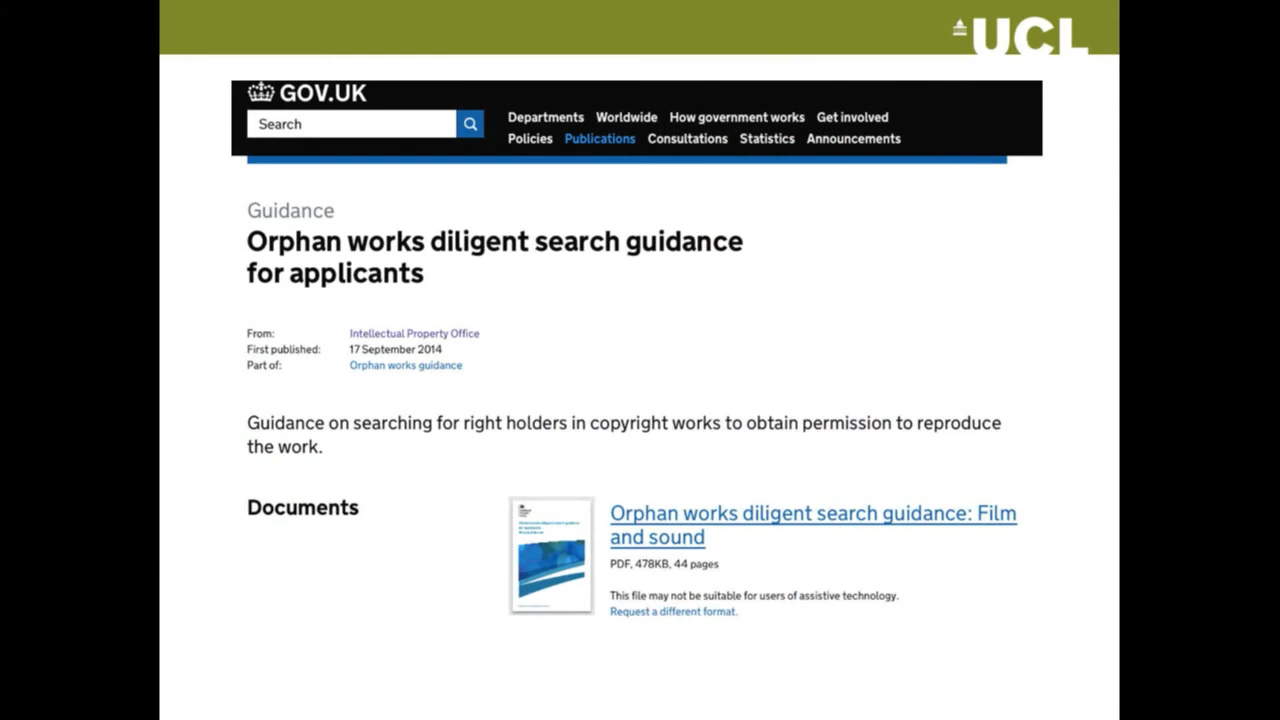 UCL
GOV.UK
Search
Departments Worldwide How government works Get involved
Policies Publications Consultations Statistics Announcements
Guidance
Orphan works diligent search guidance
for applicants
From: Intellectual Property Office
First published: 17 September 2014
Part of: Orphan works guidance
Guidance on searching for right holders in copyright works to obtain permission to reproduce
the work.
Documents
Orphan works diligent search guidance: Film
and sound
PDF, 478KB, 44 pages
This file may not be suitable for users of assistive technology.
Request a different format.